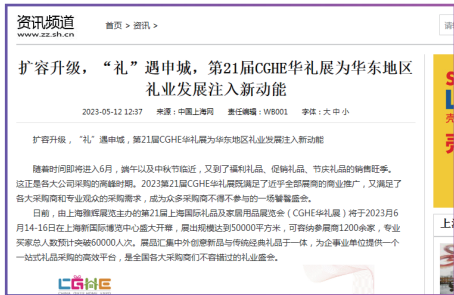 资讯频道
www.zz.sh.cn
首页 > 资讯 >
请
扩容升级，“礼”遇申城，第21届CGHE华礼展为华东地区
礼业发展注入新动能
2023-05-12 12:37 来源：中国上海网 责任编辑：WB001 字体：大 中 小
扩容升级，“礼”遇申城，第21届CGHE华礼展为华东地区礼业发展注入新动能
随着时间即将进入6月，端午以及中秋节临近，又到了福利礼品、促销礼品、节庆礼品的销售旺季。
这正是各大公司采购的高峰时期。2023第21届CGHE华礼展既满足了近乎全部展商的商业推广，又满足了
各大采购商和专业观众的采购需求，成为众多采购商不得不参与的一场饕餮盛会。
日前，由上海雅辉展览主办的第21届上海国际礼品及家居用品展览会（CGHE华礼展）将于2023月6
月14-16日在上海新国际博览中心盛大开幕，展出规模达到50000平方米，可容纳参展商1200余家，专业
买家总人数预计突破60000人次。展品汇集中外创意新品与传统经典礼品于一体，为企事业单位提供一个
一站式礼品采购的高效平台，是全国各大采购商们不容错过的礼业盛会。
CGHE
壳
上海